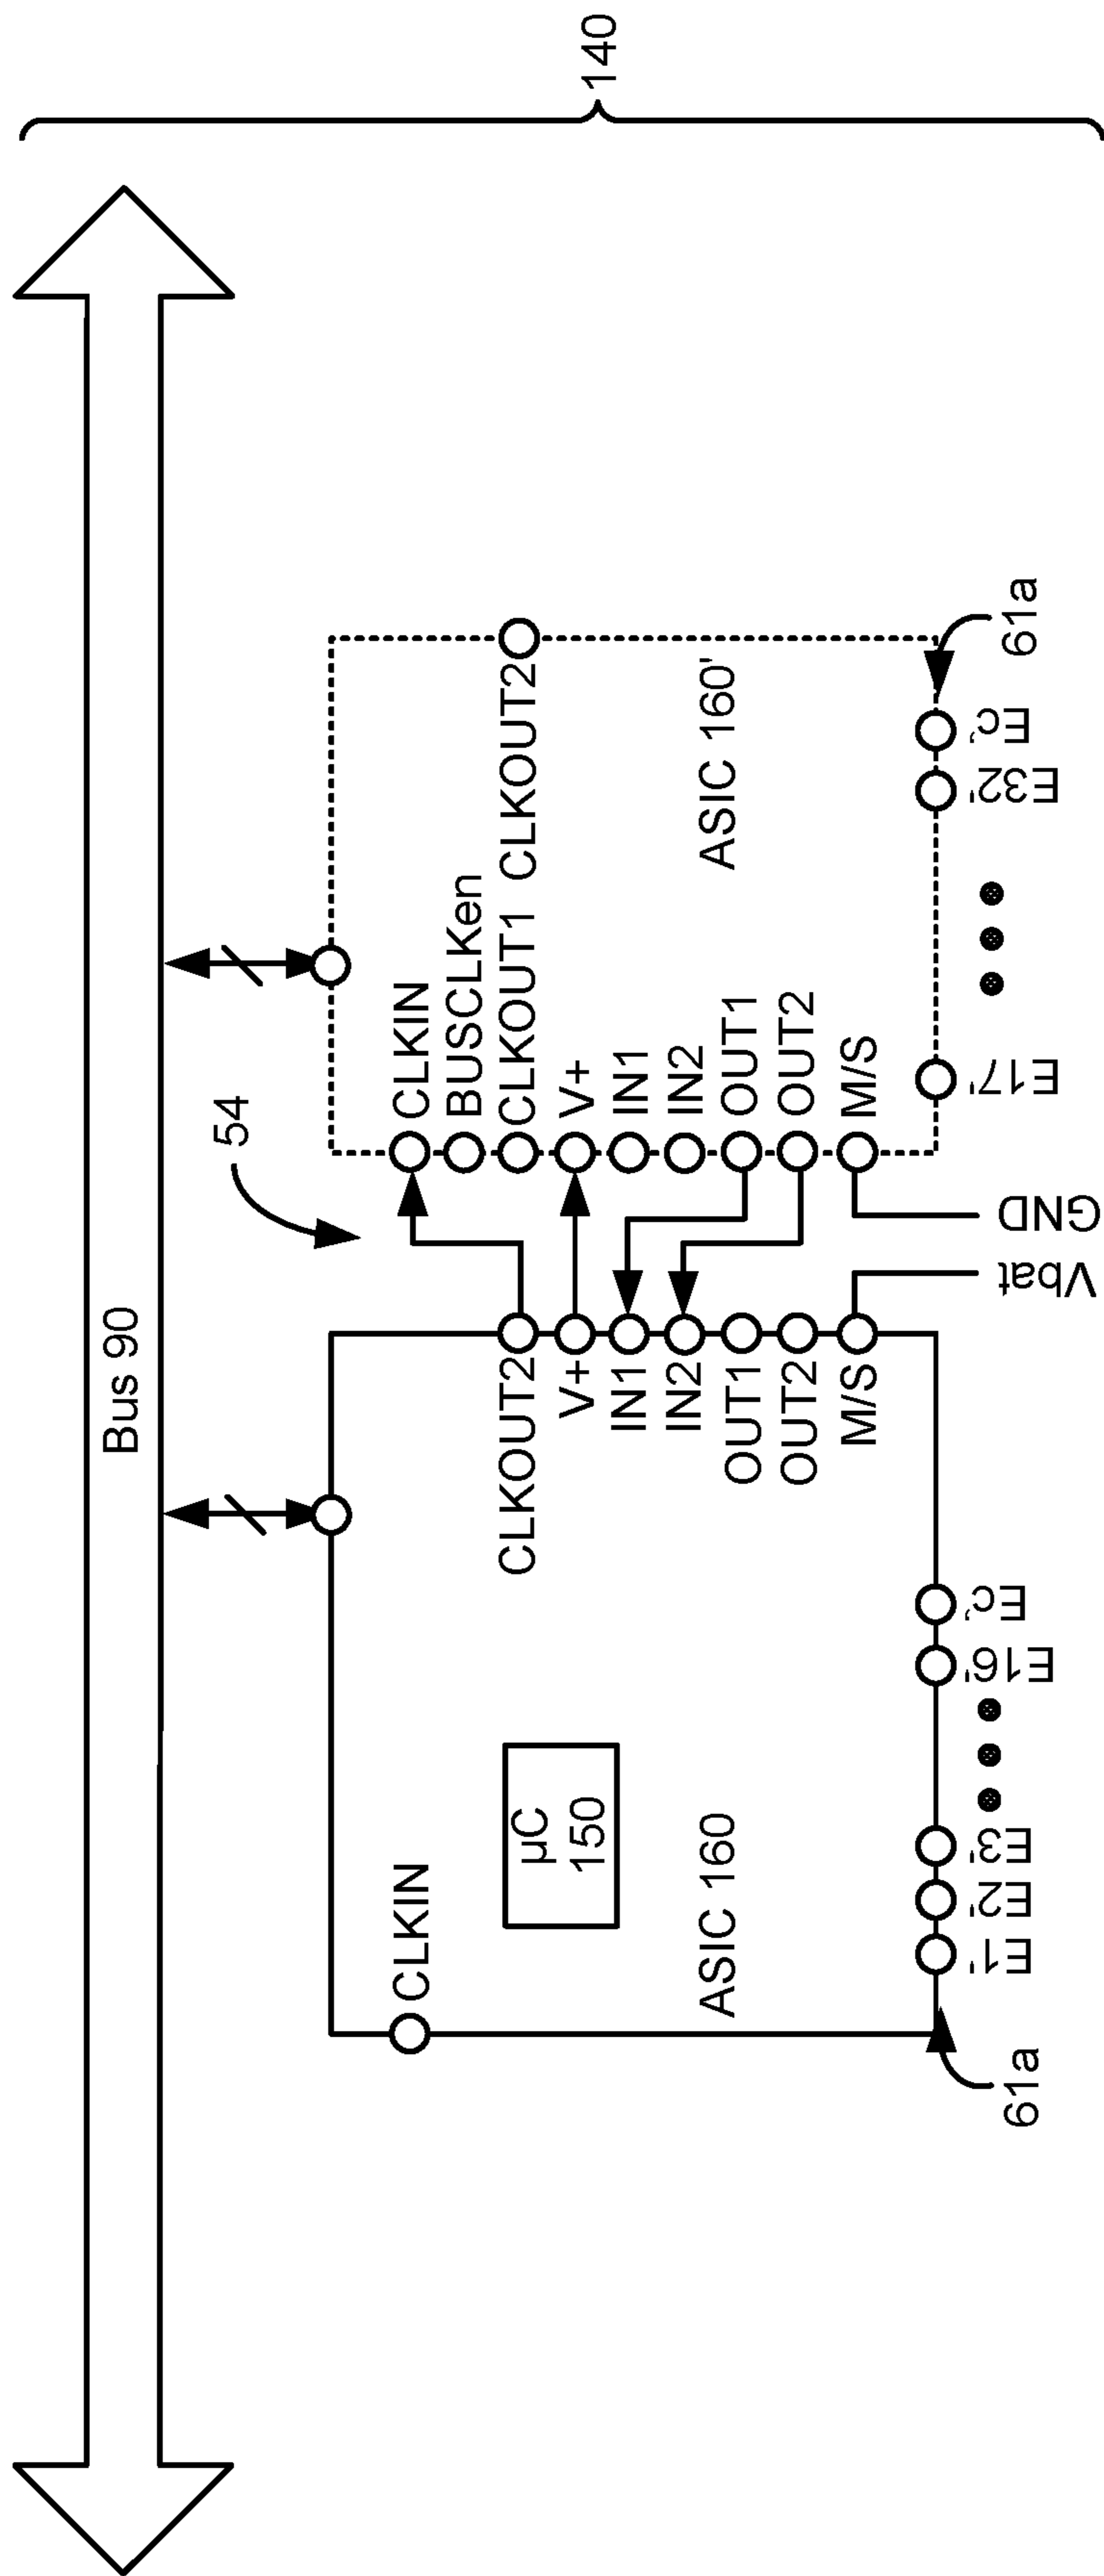 Bus 90
140
54
CLKIN
CLKOUT2
V+
IN1
IN2
OUT1
OUT2
M/S
µC
150
ASIC 160
E1'
E2'
E3'
E16'
Ec'
61a
Vbat
GND
CLKIN
BUSCLKen
CLKOUT1 CLKOUT2
V+
IN1
IN2
OUT1
OUT2
M/S
ASIC 160'
E17'
E32'
Ec'
61a